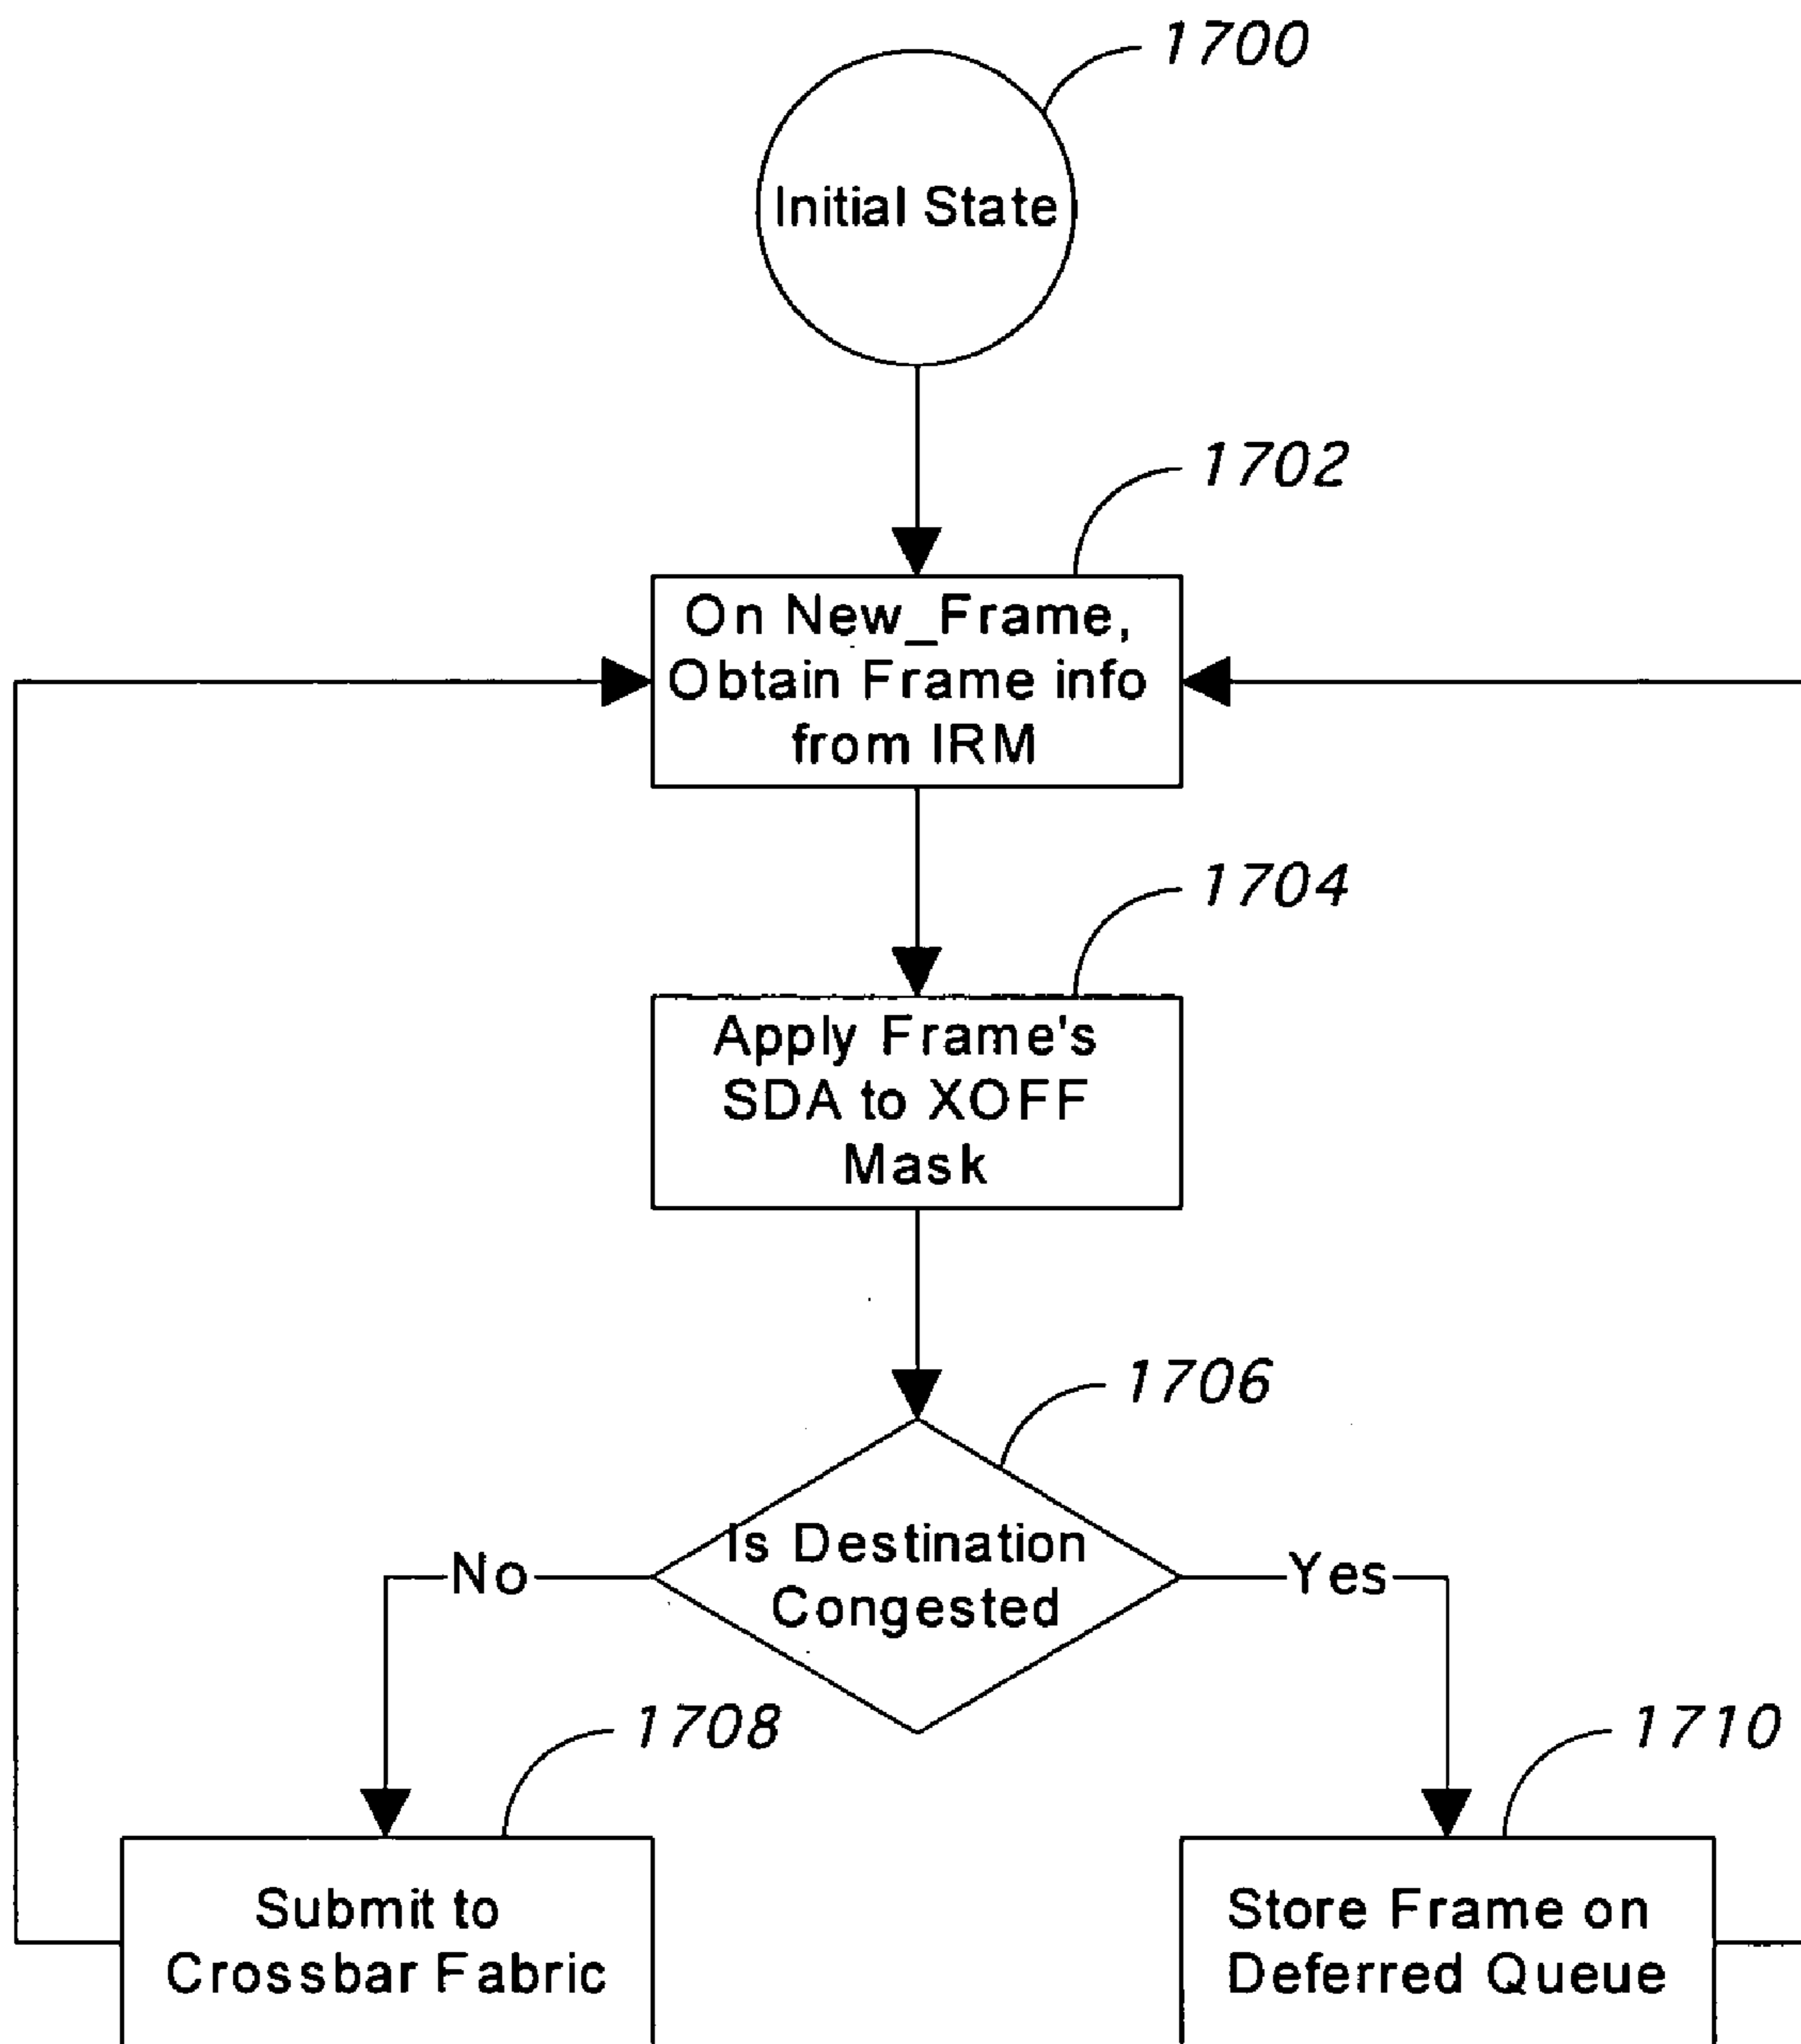 1700
Initial State
1702
On New_Frame,
Obtain Frame info
from IRM
1704
Apply Frame's
SDA to XOFF
Mask
1706
Is Destination
Congested
No
Yes
1708
1710
Submit to
Crossbar Fabric
Store Frame on
Deferred Queue